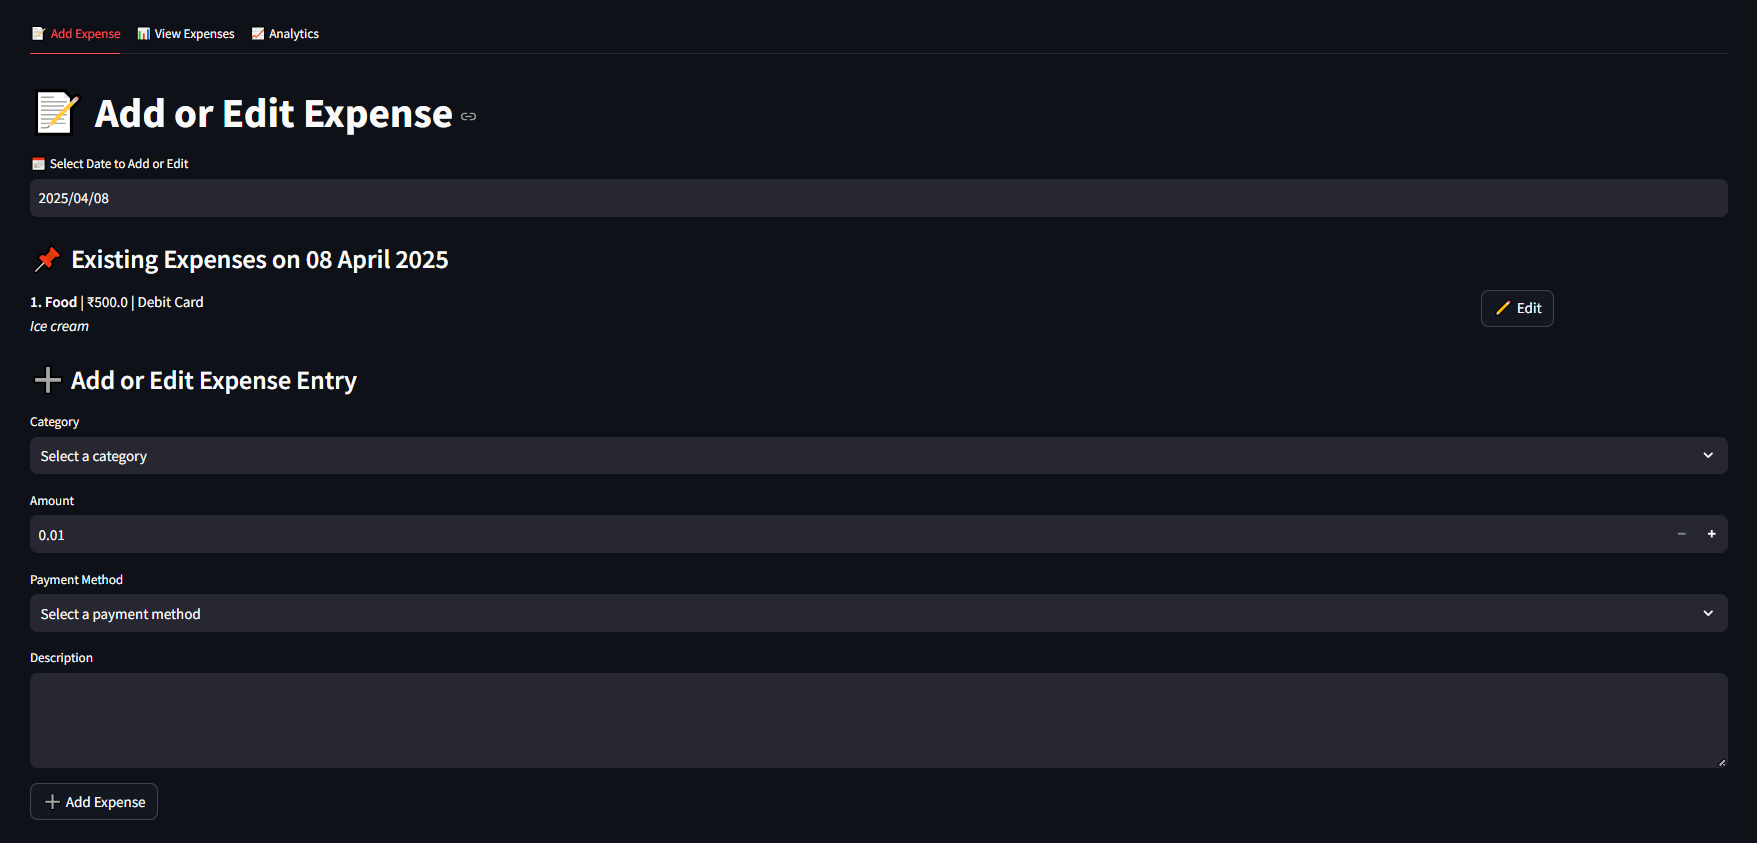 📝 Add Expense 📊 View Expenses 📈 Analytics
📝 Add or Edit Expense
📅 Select Date to Add or Edit
2025/04/08
📌 Existing Expenses on 08 April 2025
1. Food | ₹500.0 | Debit Card
✏️ Edit
Ice cream
➕ Add or Edit Expense Entry
Category
Select a category
Amount
0.01
Payment Method
Select a payment method
Description
➕ Add Expense